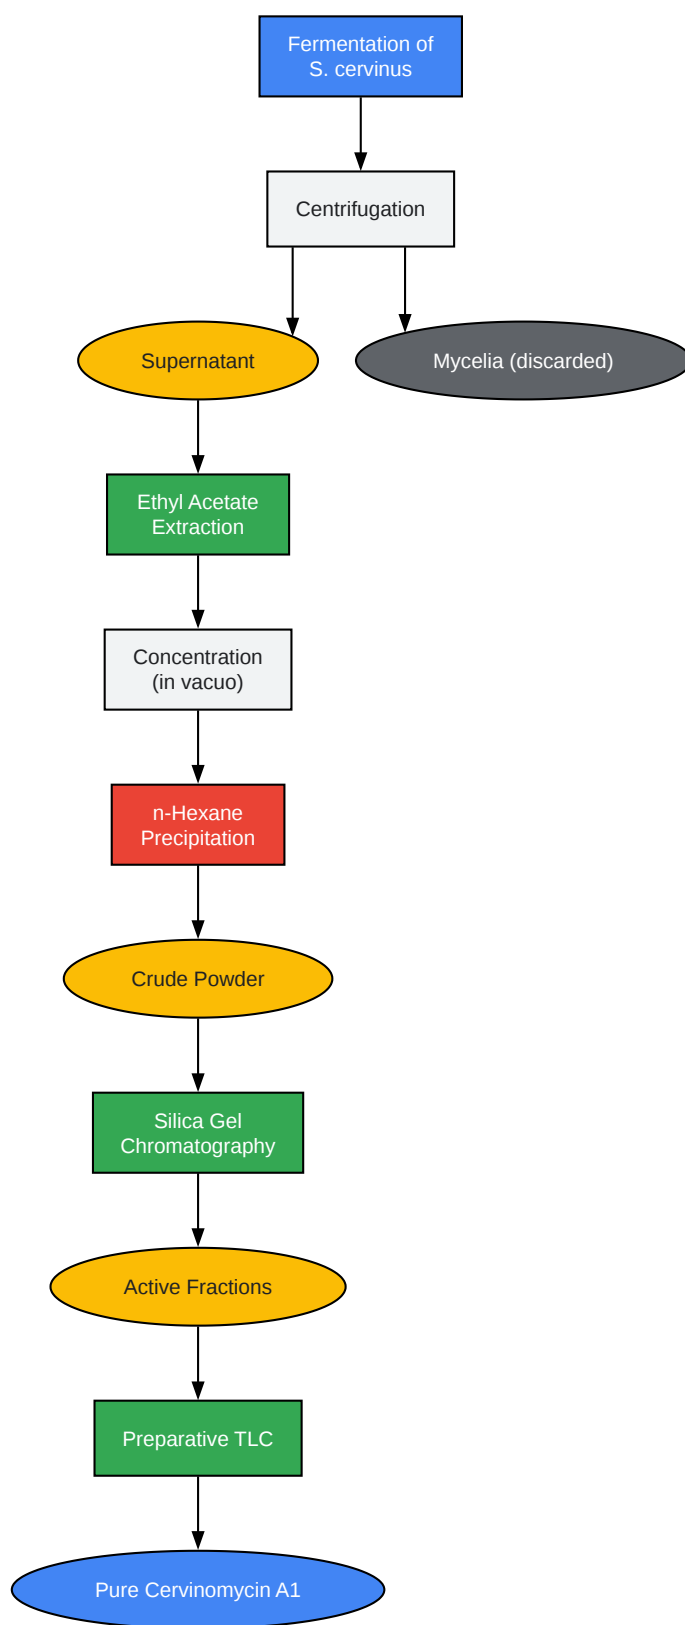 Fermentation of
S. cervinus
Centrifugation
Supernatant
Mycelia (discarded)
Ethyl Acetate
Extraction
Concentration
(in vacuo)
n-Hexane
Precipitation
Crude Powder
Silica Gel
Chromatography
Active Fractions
Preparative TLC
Pure Cervinomycin A1